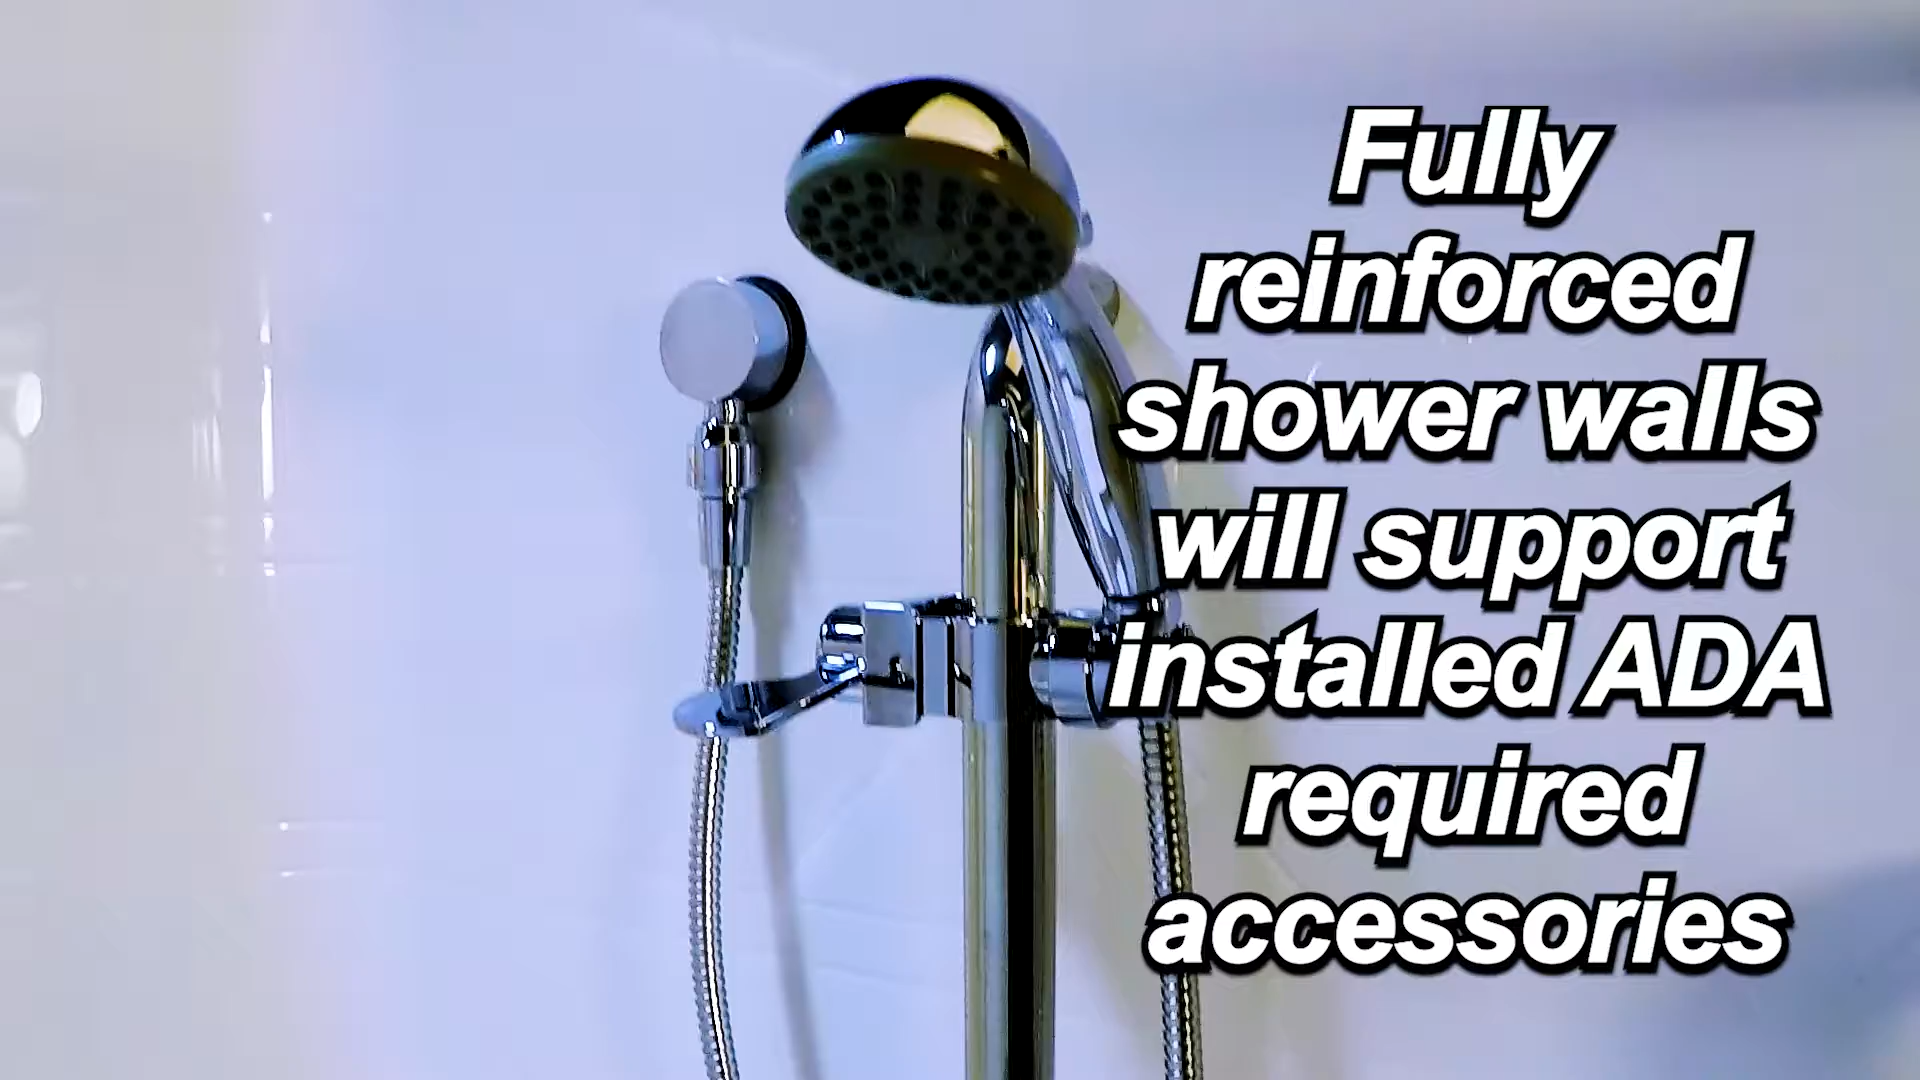 Fully
reinforced
shower walls
will support
installed ADA
required
accessories